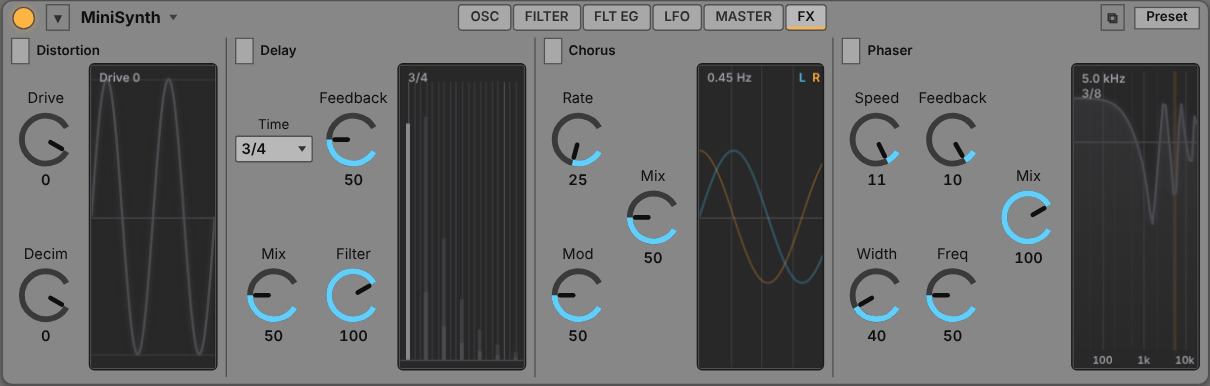 MiniSynth
OSC FILTER FLT EG LFO MASTER FX
Preset
Distortion
Drive
0
Decim
0
Drive 0
Delay
Time
3/4
Feedback
50
Mix
50
Filter
100
3/4
Chorus
Rate
25
Mod
50
Mix
50
0.45 Hz L R
Phaser
Speed
11
Feedback
10
Width
40
Freq
50
Mix
100
5.0 kHz
3/8
100 1k 10k